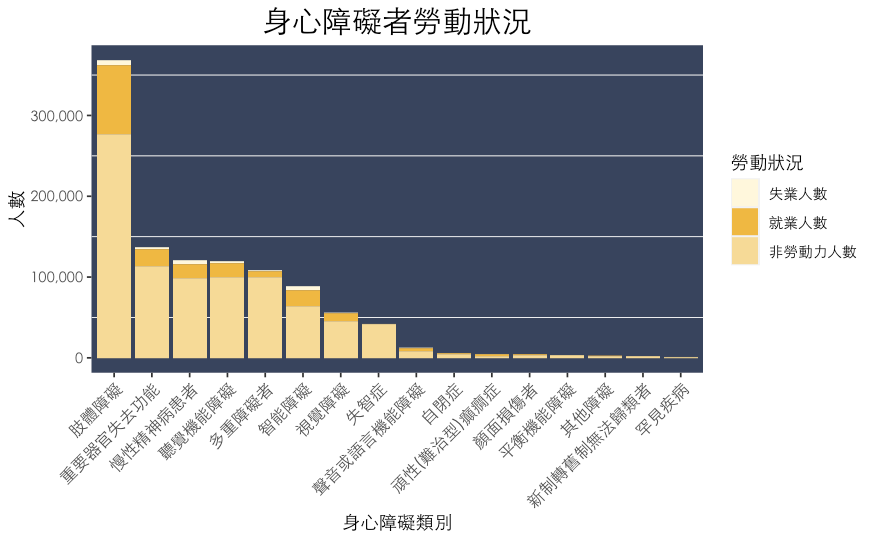 身心障礙者勞動狀況
人數
300,000
200,000
100,000
0
肢體障礙
重要器官失去功能
慢性精神病患者
聽覺機能障礙
多重障礙者
智能障礙
視覺障礙
失智症
聲音或語言機能障礙
自閉症
頑性(難治型)癲癇症
顏面損傷者
平衡機能障礙
其他障礙
新制轉舊制無法歸類者
罕見疾病
身心障礙類別
勞動狀況
失業人數
就業人數
非勞動力人數